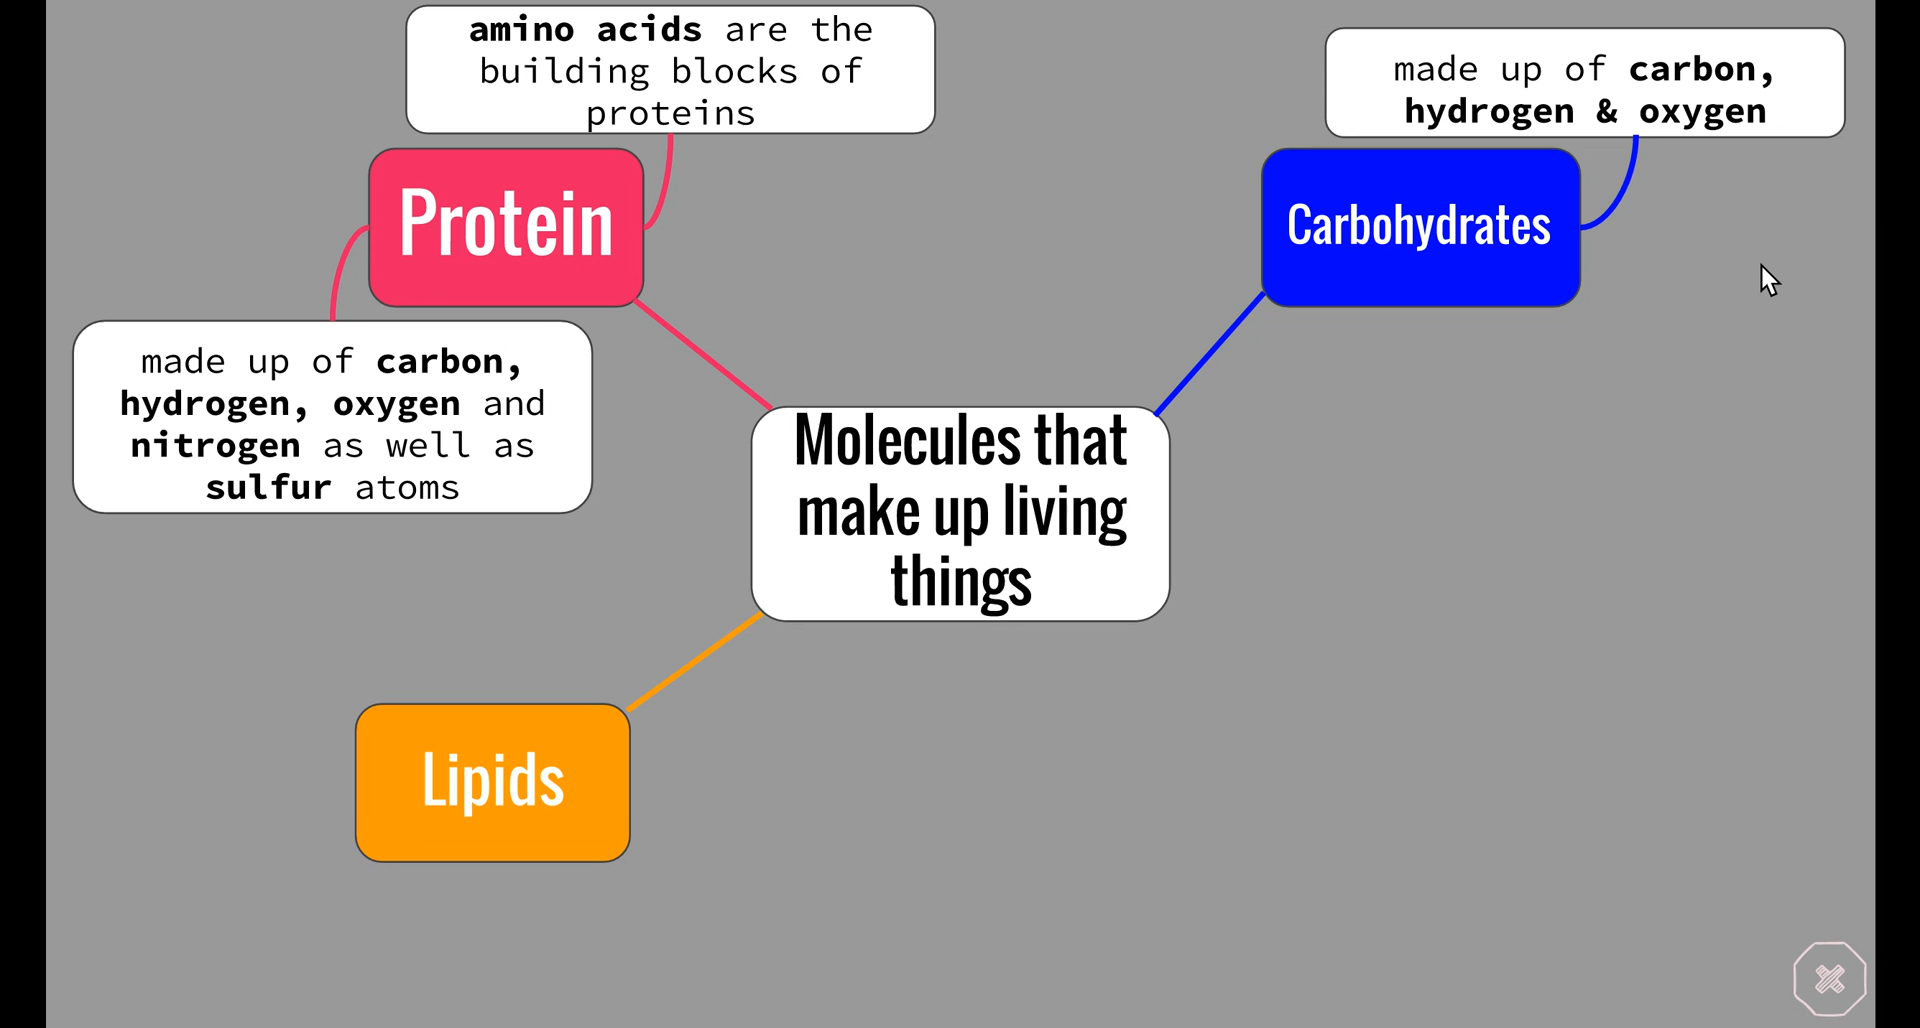 amino acids are the
building blocks of
proteins
made up of carbon,
hydrogen & oxygen
Protein
Carbohydrates
made up of carbon,
hydrogen, oxygen and
nitrogen as well as
sulfur atoms
Molecules that
make up living
things
Lipids